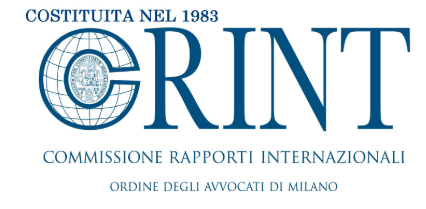 COSTITUITA NEL 1983
CRINT
COMMISSIONE RAPPORTI INTERNAZIONALI
ORDINE DEGLI AVVOCATI DI MILANO